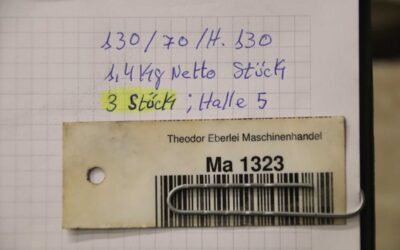 130/70/H. 130
1,4 Kg Netto Stück
3 Stück ; Halle 5
Theodor Eberlei Maschinenhandel
Ma 1323